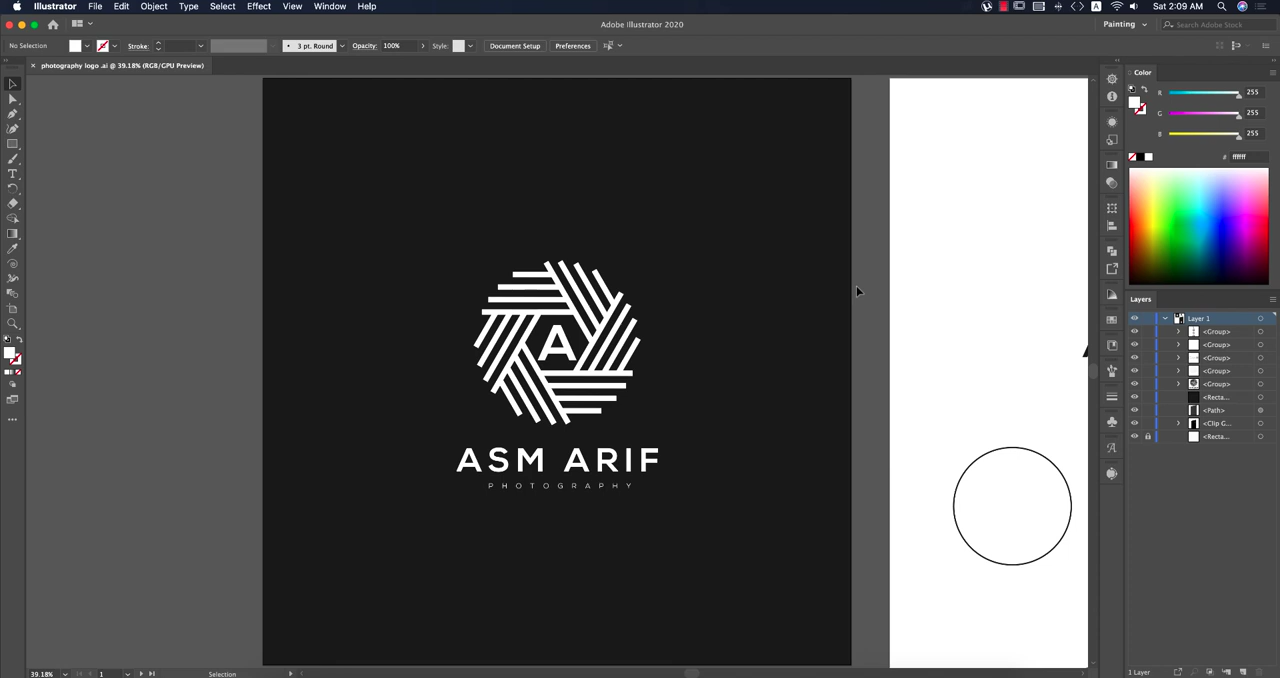 Illustrator File Edit Object Type Select Effect View Window Help
A Sat 2:09 AM
Adobe Illustrator 2020
Painting
Search Adobe Stock
No Selection
Stroke:
3 pt. Round
Opacity: 100%
Style:
Document Setup
Preferences
photography logo .ai @ 39.18% (RGB/GPU Preview)
Color
R 255
G 255
B 255
# ffffff
A
ASM ARIF
PHOTOGRAPHY
Layers
Layer 1
<Group>
<Group>
<Group>
<Group>
<Group>
<Recta...
<Path>
<Clip G...
<Recta...
39.18%
1
Selection
1 Layer